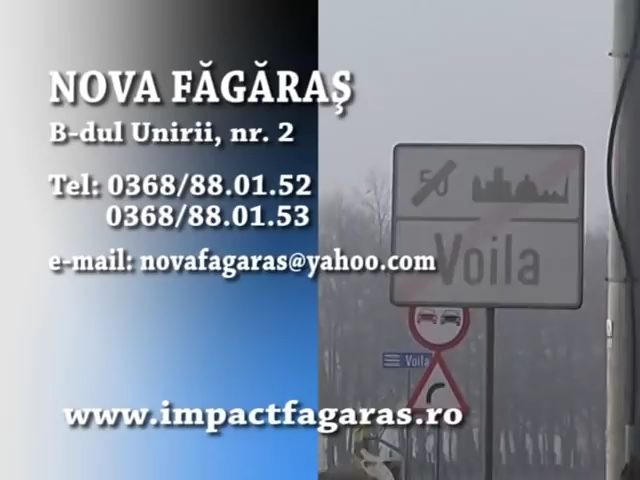 NOVA FĂGĂRAŞ
B-dul Unirii, nr. 2
Tel: 0368/88.01.52
0368/88.01.53
e-mail: novafagaras@yahoo.com
www.impactfagaras.ro
50
Voila
Voila